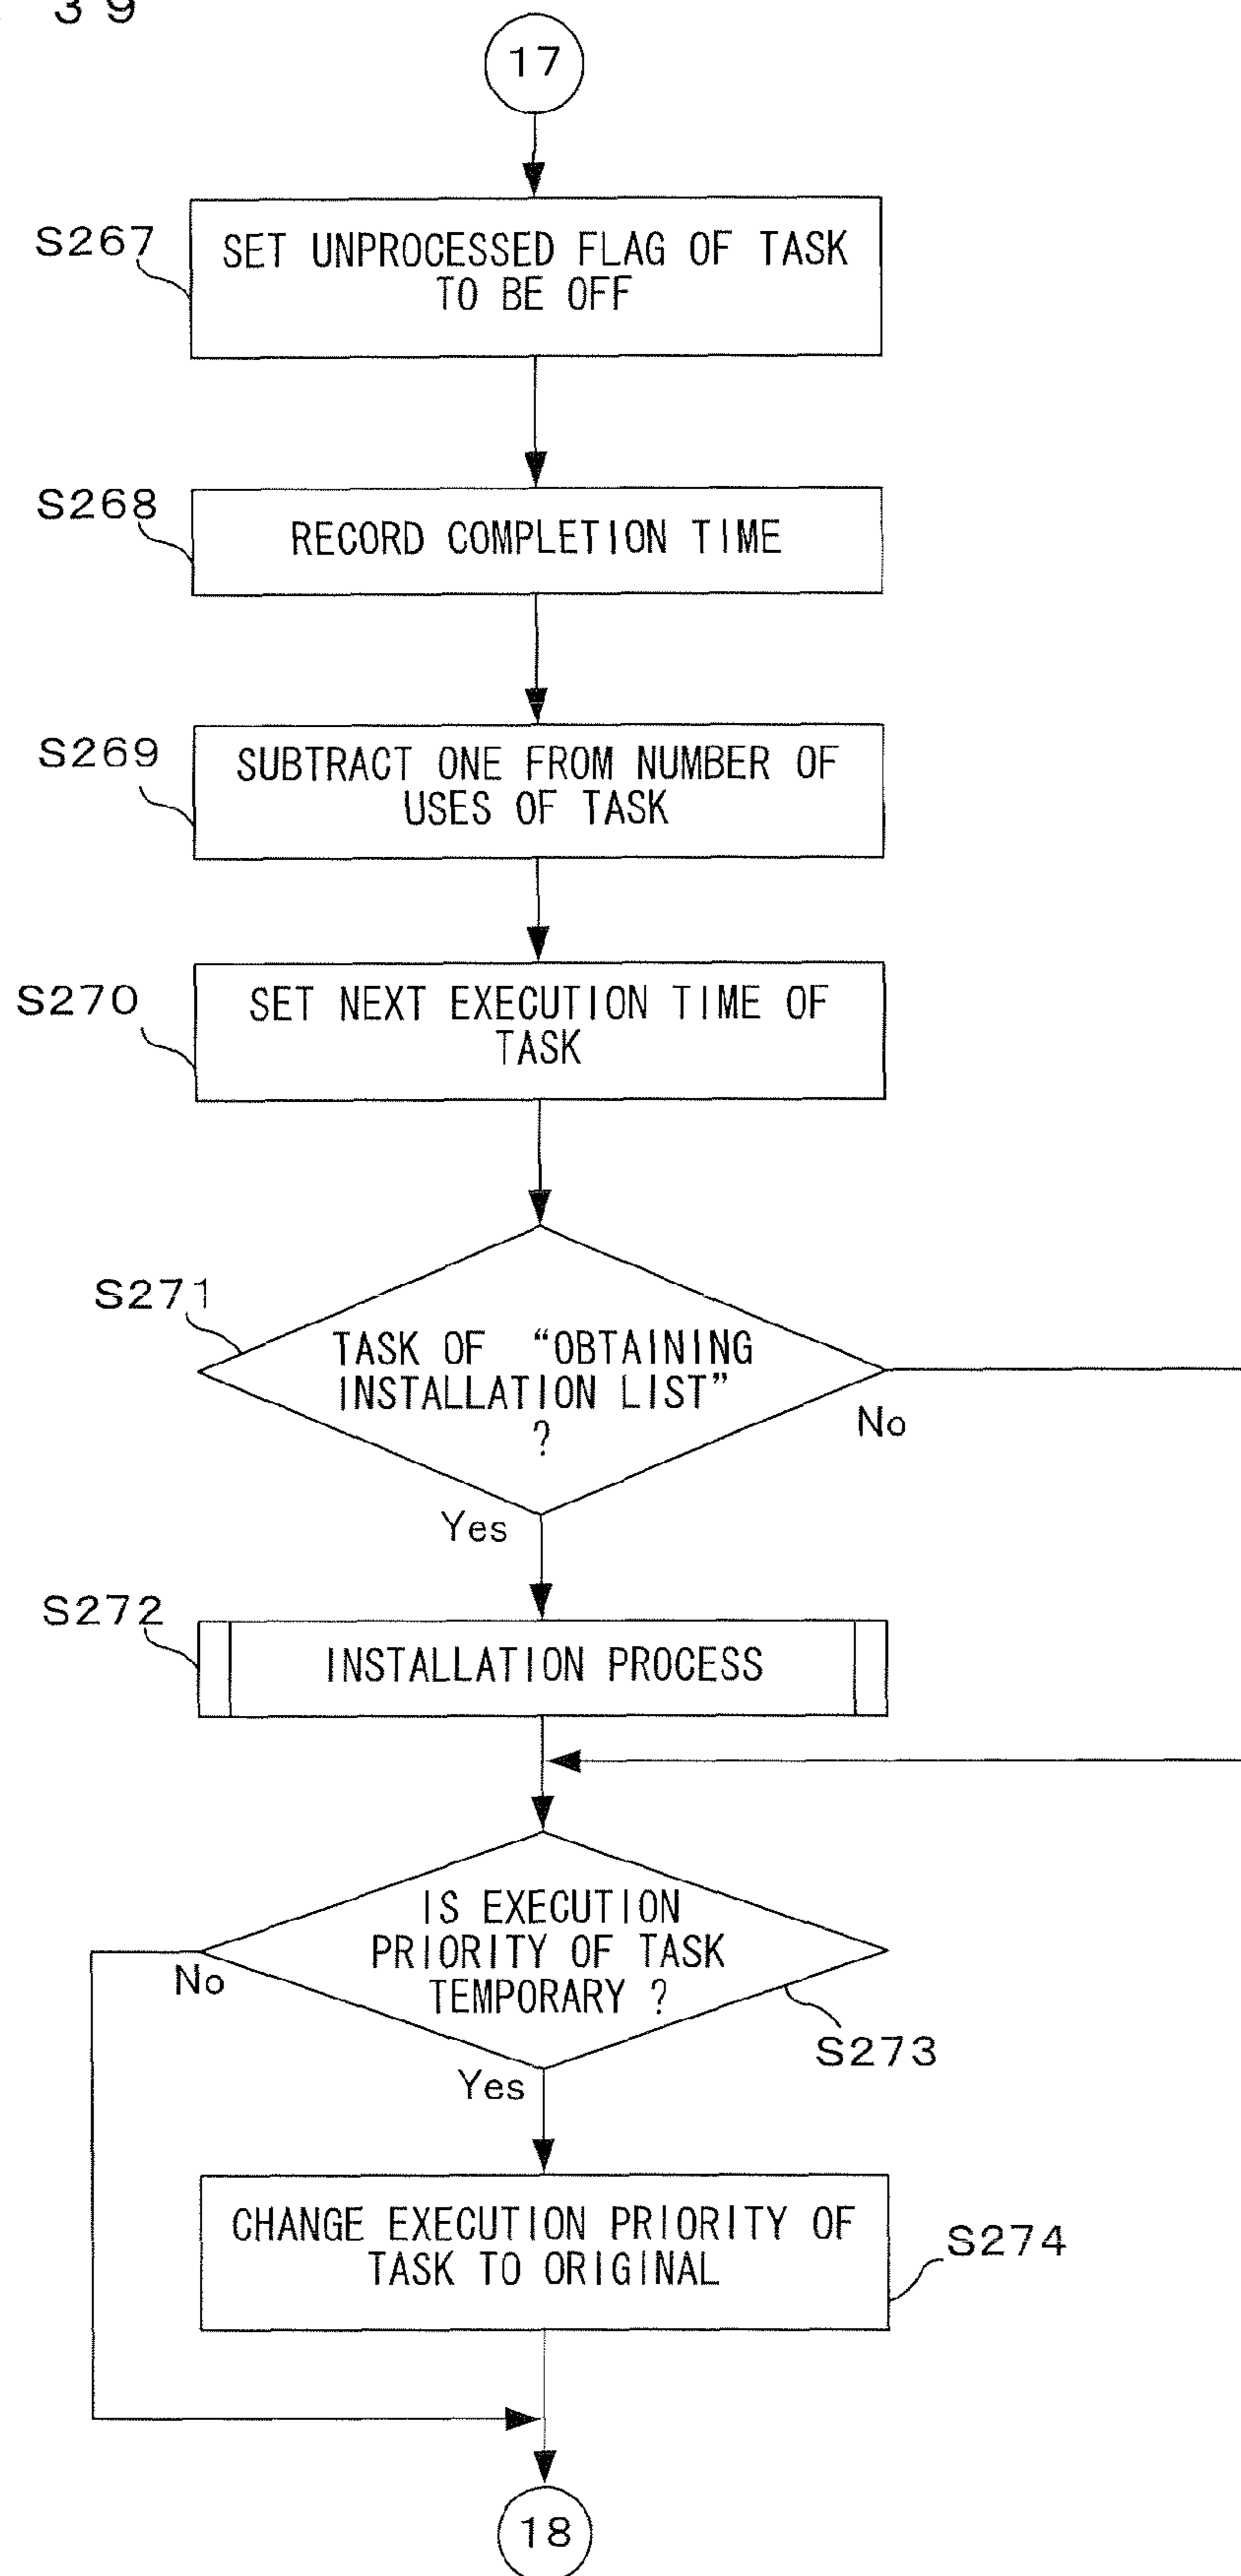 39
17
S267
SET UNPROCESSED FLAG OF TASK
TO BE OFF
S268
RECORD COMPLETION TIME
S269
SUBTRACT ONE FROM NUMBER OF
USES OF TASK
S270
SET NEXT EXECUTION TIME OF
TASK
S271
TASK OF “OBTAINING
INSTALLATION LIST”
?
No
Yes
S272
INSTALLATION PROCESS
IS EXECUTION
PRIORITY OF TASK
TEMPORARY ?
No
S273
Yes
CHANGE EXECUTION PRIORITY OF
TASK TO ORIGINAL
S274
18